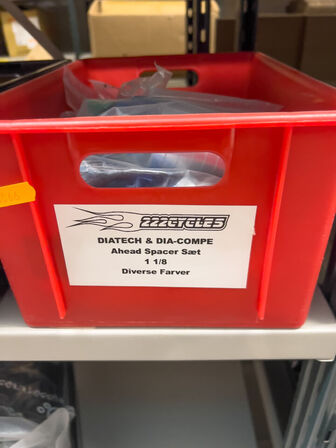 222CYCLES
DIATECH & DIA-COMPE
Ahead Spacer Sæt
1 1/8
Diverse Farver